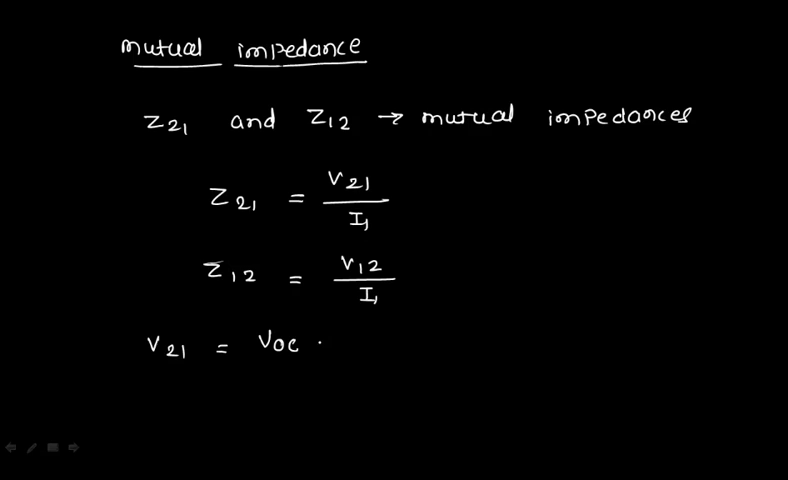 mutual impedance
Z21 and Z12 → mutual impedances
Z21 = V21 / I1
Z12 = V12 / I1
V21 = Voc .